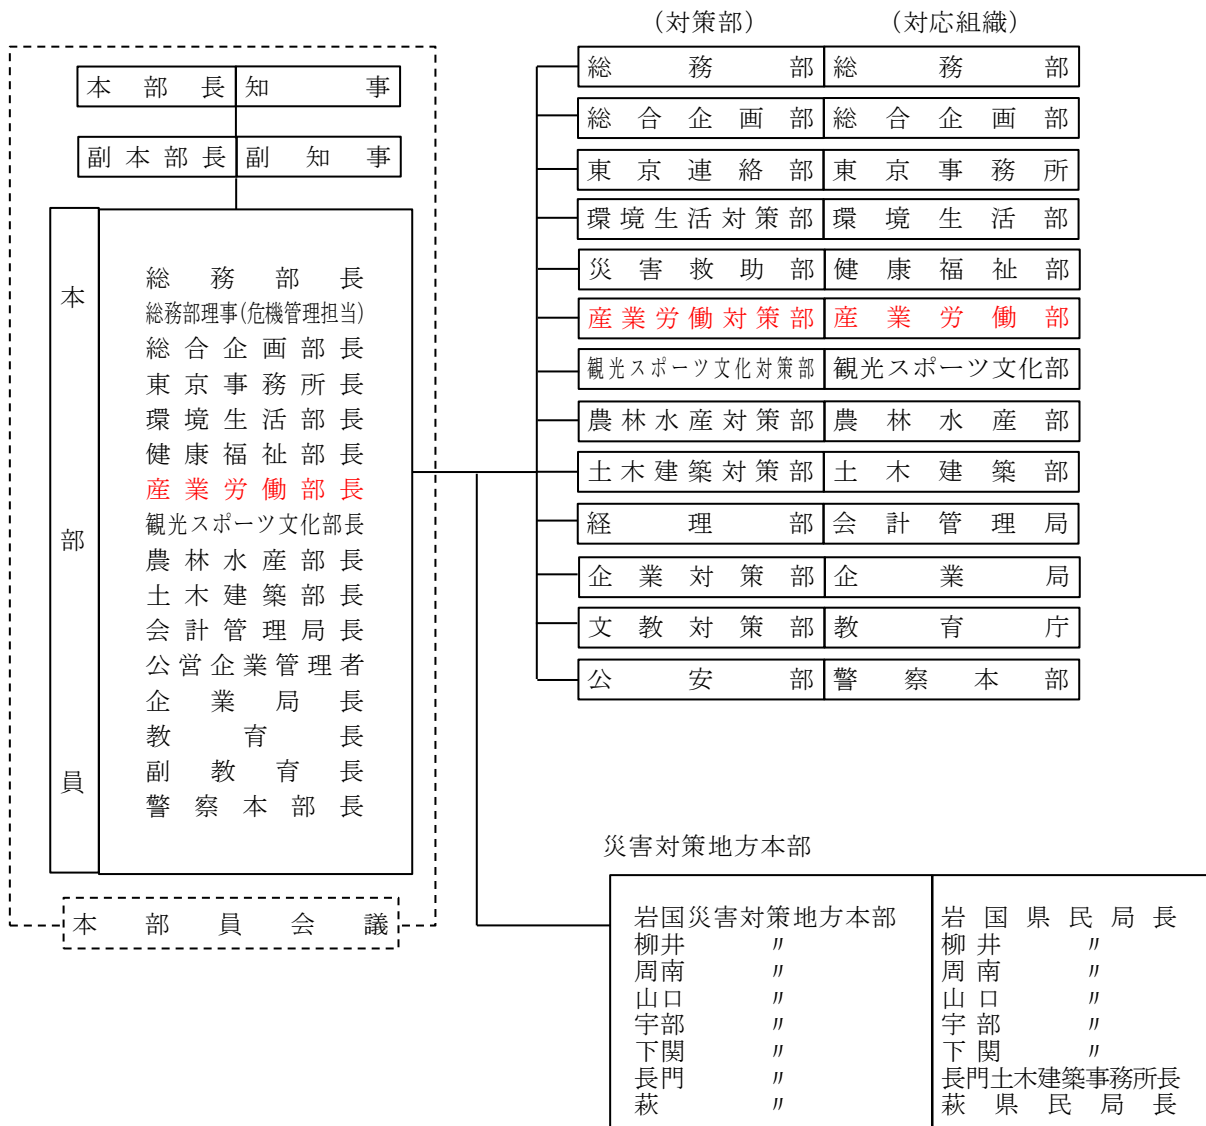 本部長 知事
副本部長 副知事
本部員
総務部長
総務部理事(危機管理担当)
総合企画部長
東京事務所長
環境生活部長
健康福祉部長
産業労働部長
観光スポーツ文化部長
農林水産部長
土木建築部長
会計管理局長
公営企業管理者
企業局長
教育長
副教育長
警察本部長
本部員会議
(対策部) (対応組織)
総務部 総務部
総合企画部 総合企画部
東京連絡部 東京事務所
環境生活対策部 環境生活部
災害救助部 健康福祉部
産業労働対策部 産業労働部
観光スポーツ文化対策部 観光スポーツ文化部
農林水産対策部 農林水産部
土木建築対策部 土木建築部
経理部 会計管理局
企業対策部 企業局
文教対策部 教育庁
公安部 警察本部
災害対策地方本部
岩国災害対策地方本部 岩国県民局長
柳井 〃 柳井 〃
周南 〃 周南 〃
山口 〃 山口 〃
宇部 〃 宇部 〃
下関 〃 下関 〃
長門 〃 長門土木建築事務所長
萩 〃 萩県民局長